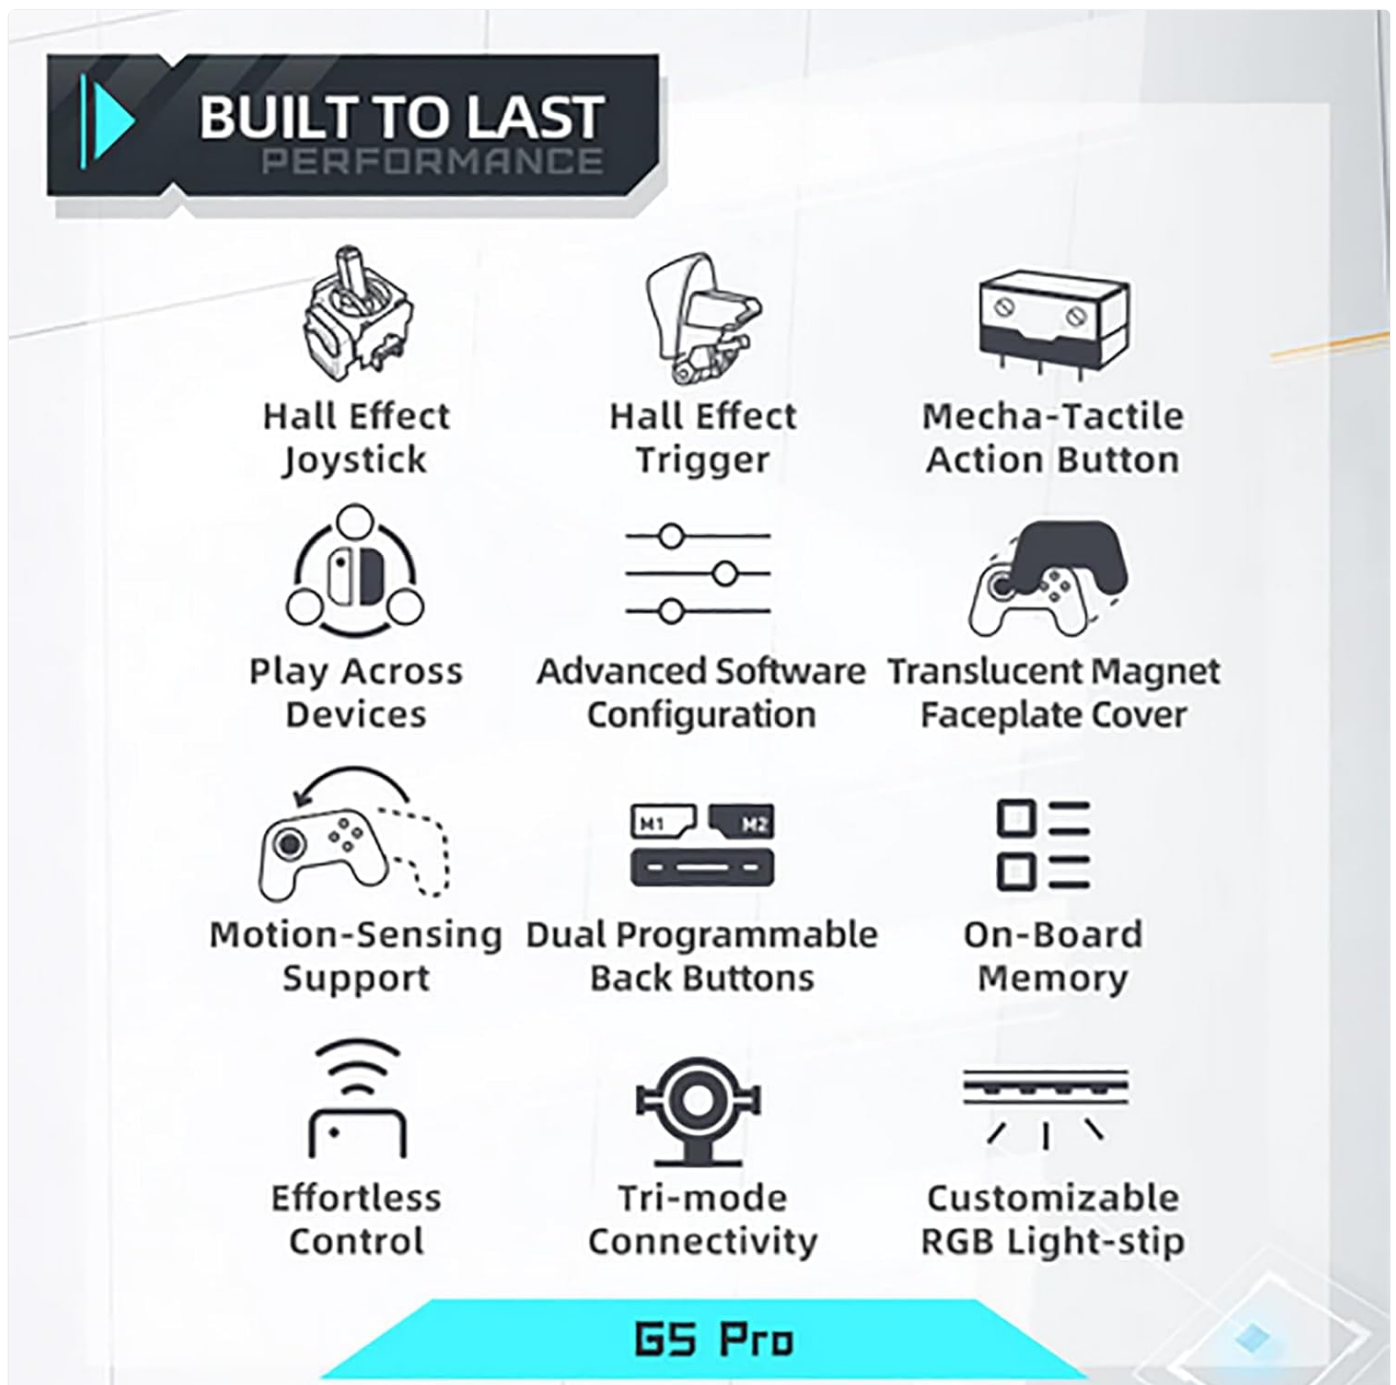 BUILT TO LAST
PERFORMANCE
Hall Effect
Joystick
Hall Effect
Trigger
Mecha-Tactile
Action Button
Play Across
Devices
Advanced Software
Configuration
Translucent Magnet
Faceplate Cover
Motion-Sensing
Support
M1 M2
Dual Programmable
Back Buttons
On-Board
Memory
Effortless
Control
Tri-mode
Connectivity
Customizable
RGB Light-stip
G5 Pro